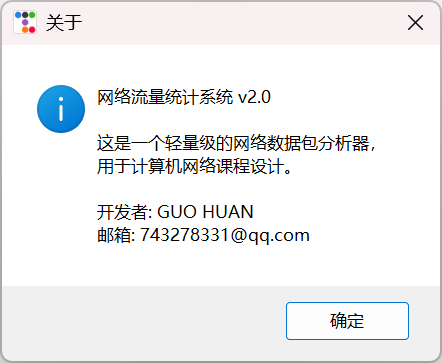 关于
网络流量统计系统 v2.0
这是一个轻量级的网络数据包分析器，
用于计算机网络课程设计。
开发者: GUO HUAN
邮箱: 743278331@qq.com
确定